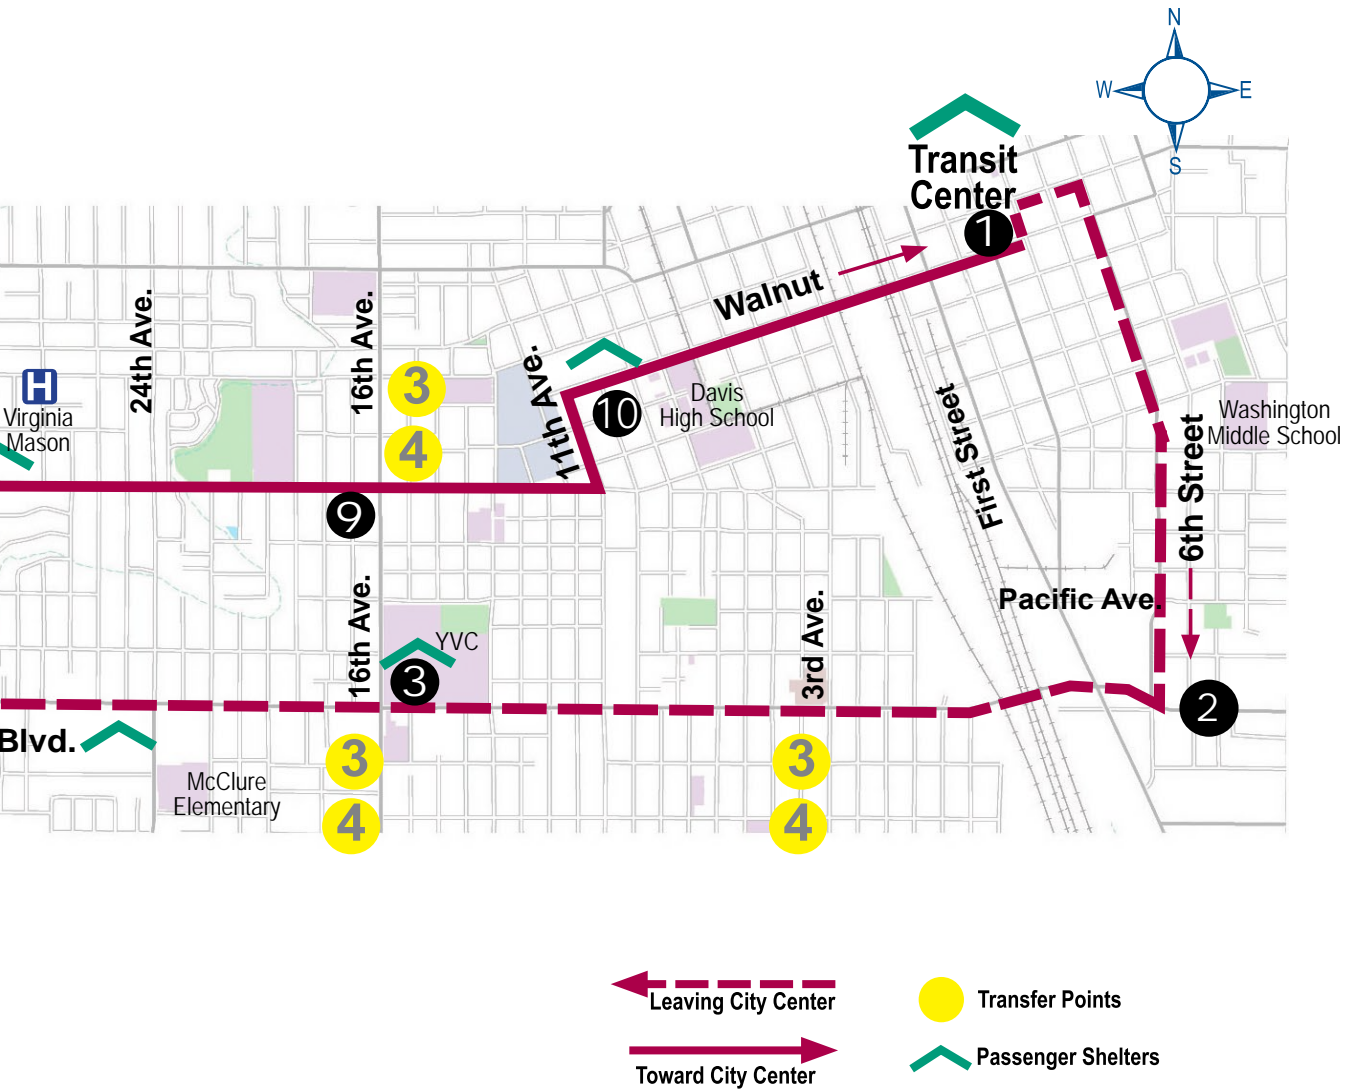 N
W
E
S
Transit
Center
1
Walnut
24th Ave.
16th Ave.
11th Ave.
H
Virginia
Mason
3
4
10
Davis
High School
First Street
6th Street
Washington
Middle School
9
16th Ave.
YVC
3
3rd Ave.
Pacific Ave.
2
Blvd.
McClure
Elementary
3
4
3
4
Leaving City Center
Transfer Points
Toward City Center
Passenger Shelters